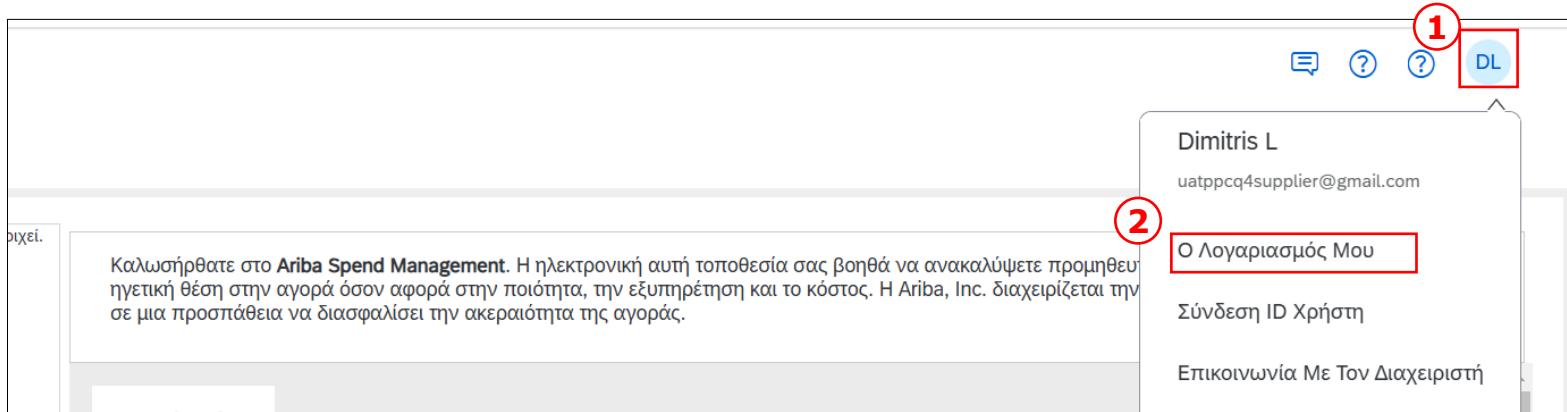 1
DL
Dimitris L
uatppcq4supplier@gmail.com
2
Ο Λογαριασμός Μου
Σύνδεση ID Χρήστη
Επικοινωνία Με Τον Διαχειριστή
οιχεί.
Καλωσήρθατε στο Ariba Spend Management. Η ηλεκτρονική αυτή τοποθεσία σας βοηθά να ανακαλύψετε προμηθευ
ηγετική θέση στην αγορά όσον αφορά στην ποιότητα, την εξυπηρέτηση και το κόστος. Η Ariba, Inc. διαχειρίζεται την
σε μια προσπάθεια να διασφαλίσει την ακεραιότητα της αγοράς.